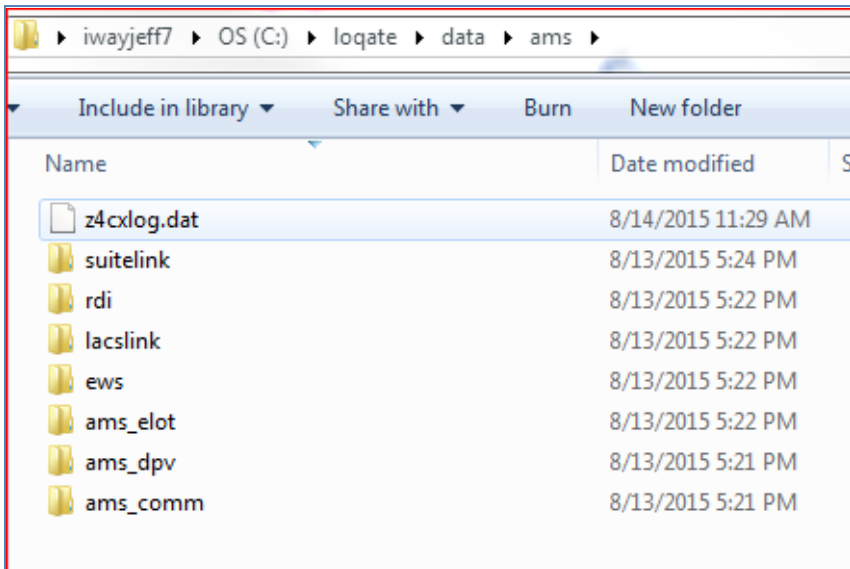 iwayjeff7 OS (C:) loqate data ams
Include in library Share with Burn New folder
Name Date modified S
z4cxlog.dat 8/14/2015 11:29 AM
suitelink 8/13/2015 5:24 PM
rdi 8/13/2015 5:22 PM
lacslink 8/13/2015 5:22 PM
ews 8/13/2015 5:22 PM
ams_elot 8/13/2015 5:22 PM
ams_dpv 8/13/2015 5:21 PM
ams_comm 8/13/2015 5:21 PM